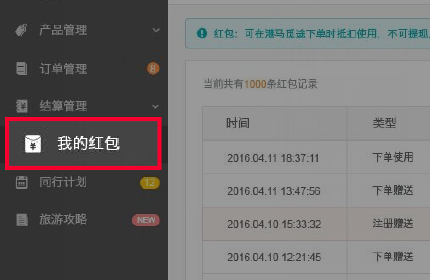 产品管理
订单管理 8
结算管理
我的红包
同行计划 12
旅游攻略 NEW
红包：可在港马觅途下单时抵扣使用，不可提现
当前共有1000条红包记录
时间 类型
2016.04.11 18:37:11 下单使用
2016.04.11 13:47:56 下单赠送
2016.04.10 15:33:32 注册赠送
2016.04.10 12:21:45 下单赠送